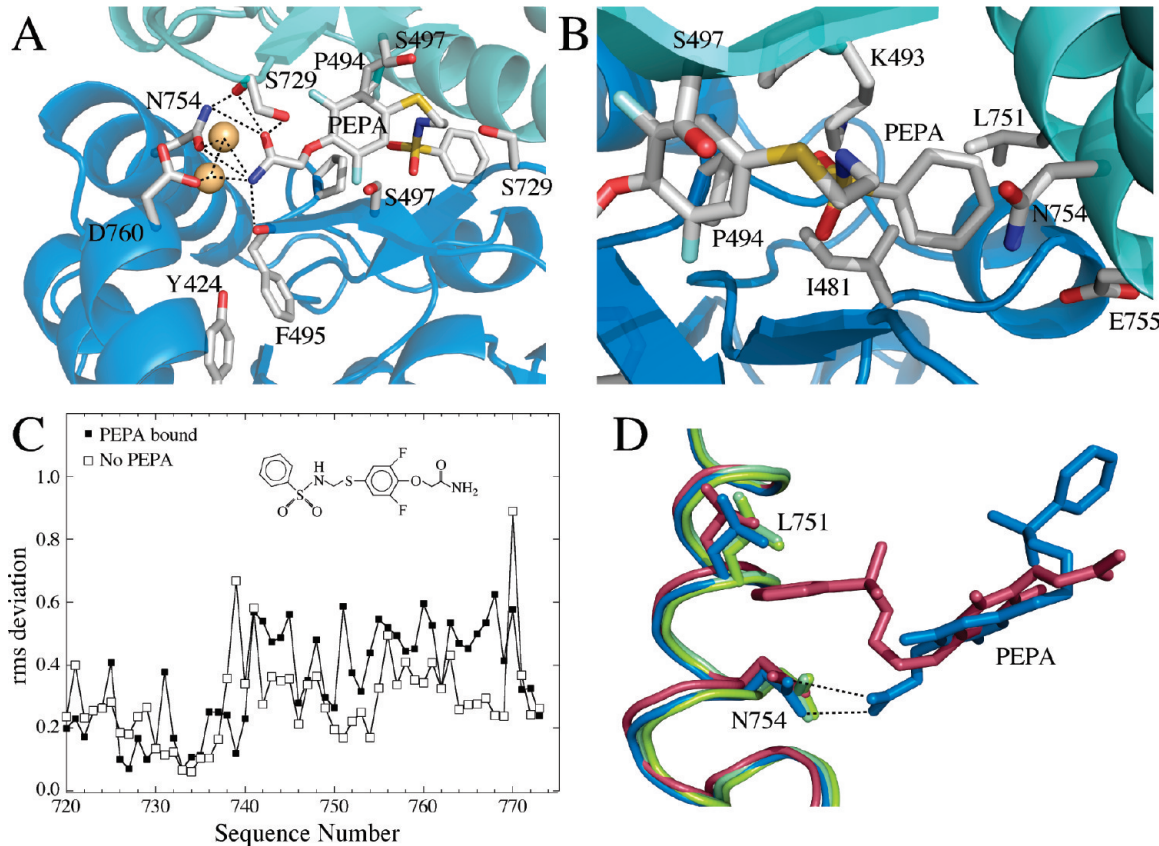 A
S497
P494
S729
N754
PEPA
S729
S497
D760
Y424
F495
B
S497
K493
PEPA
L751
P494
N754
I481
E755
C
PEPA bound
No PEPA
1.0
0.8
0.6
0.4
0.2
0.0
rms deviation
720 730 740 750 760 770
Sequence Number
H
N
S
O O
S
F
F
O
O
NH2
D
L751
PEPA
N754